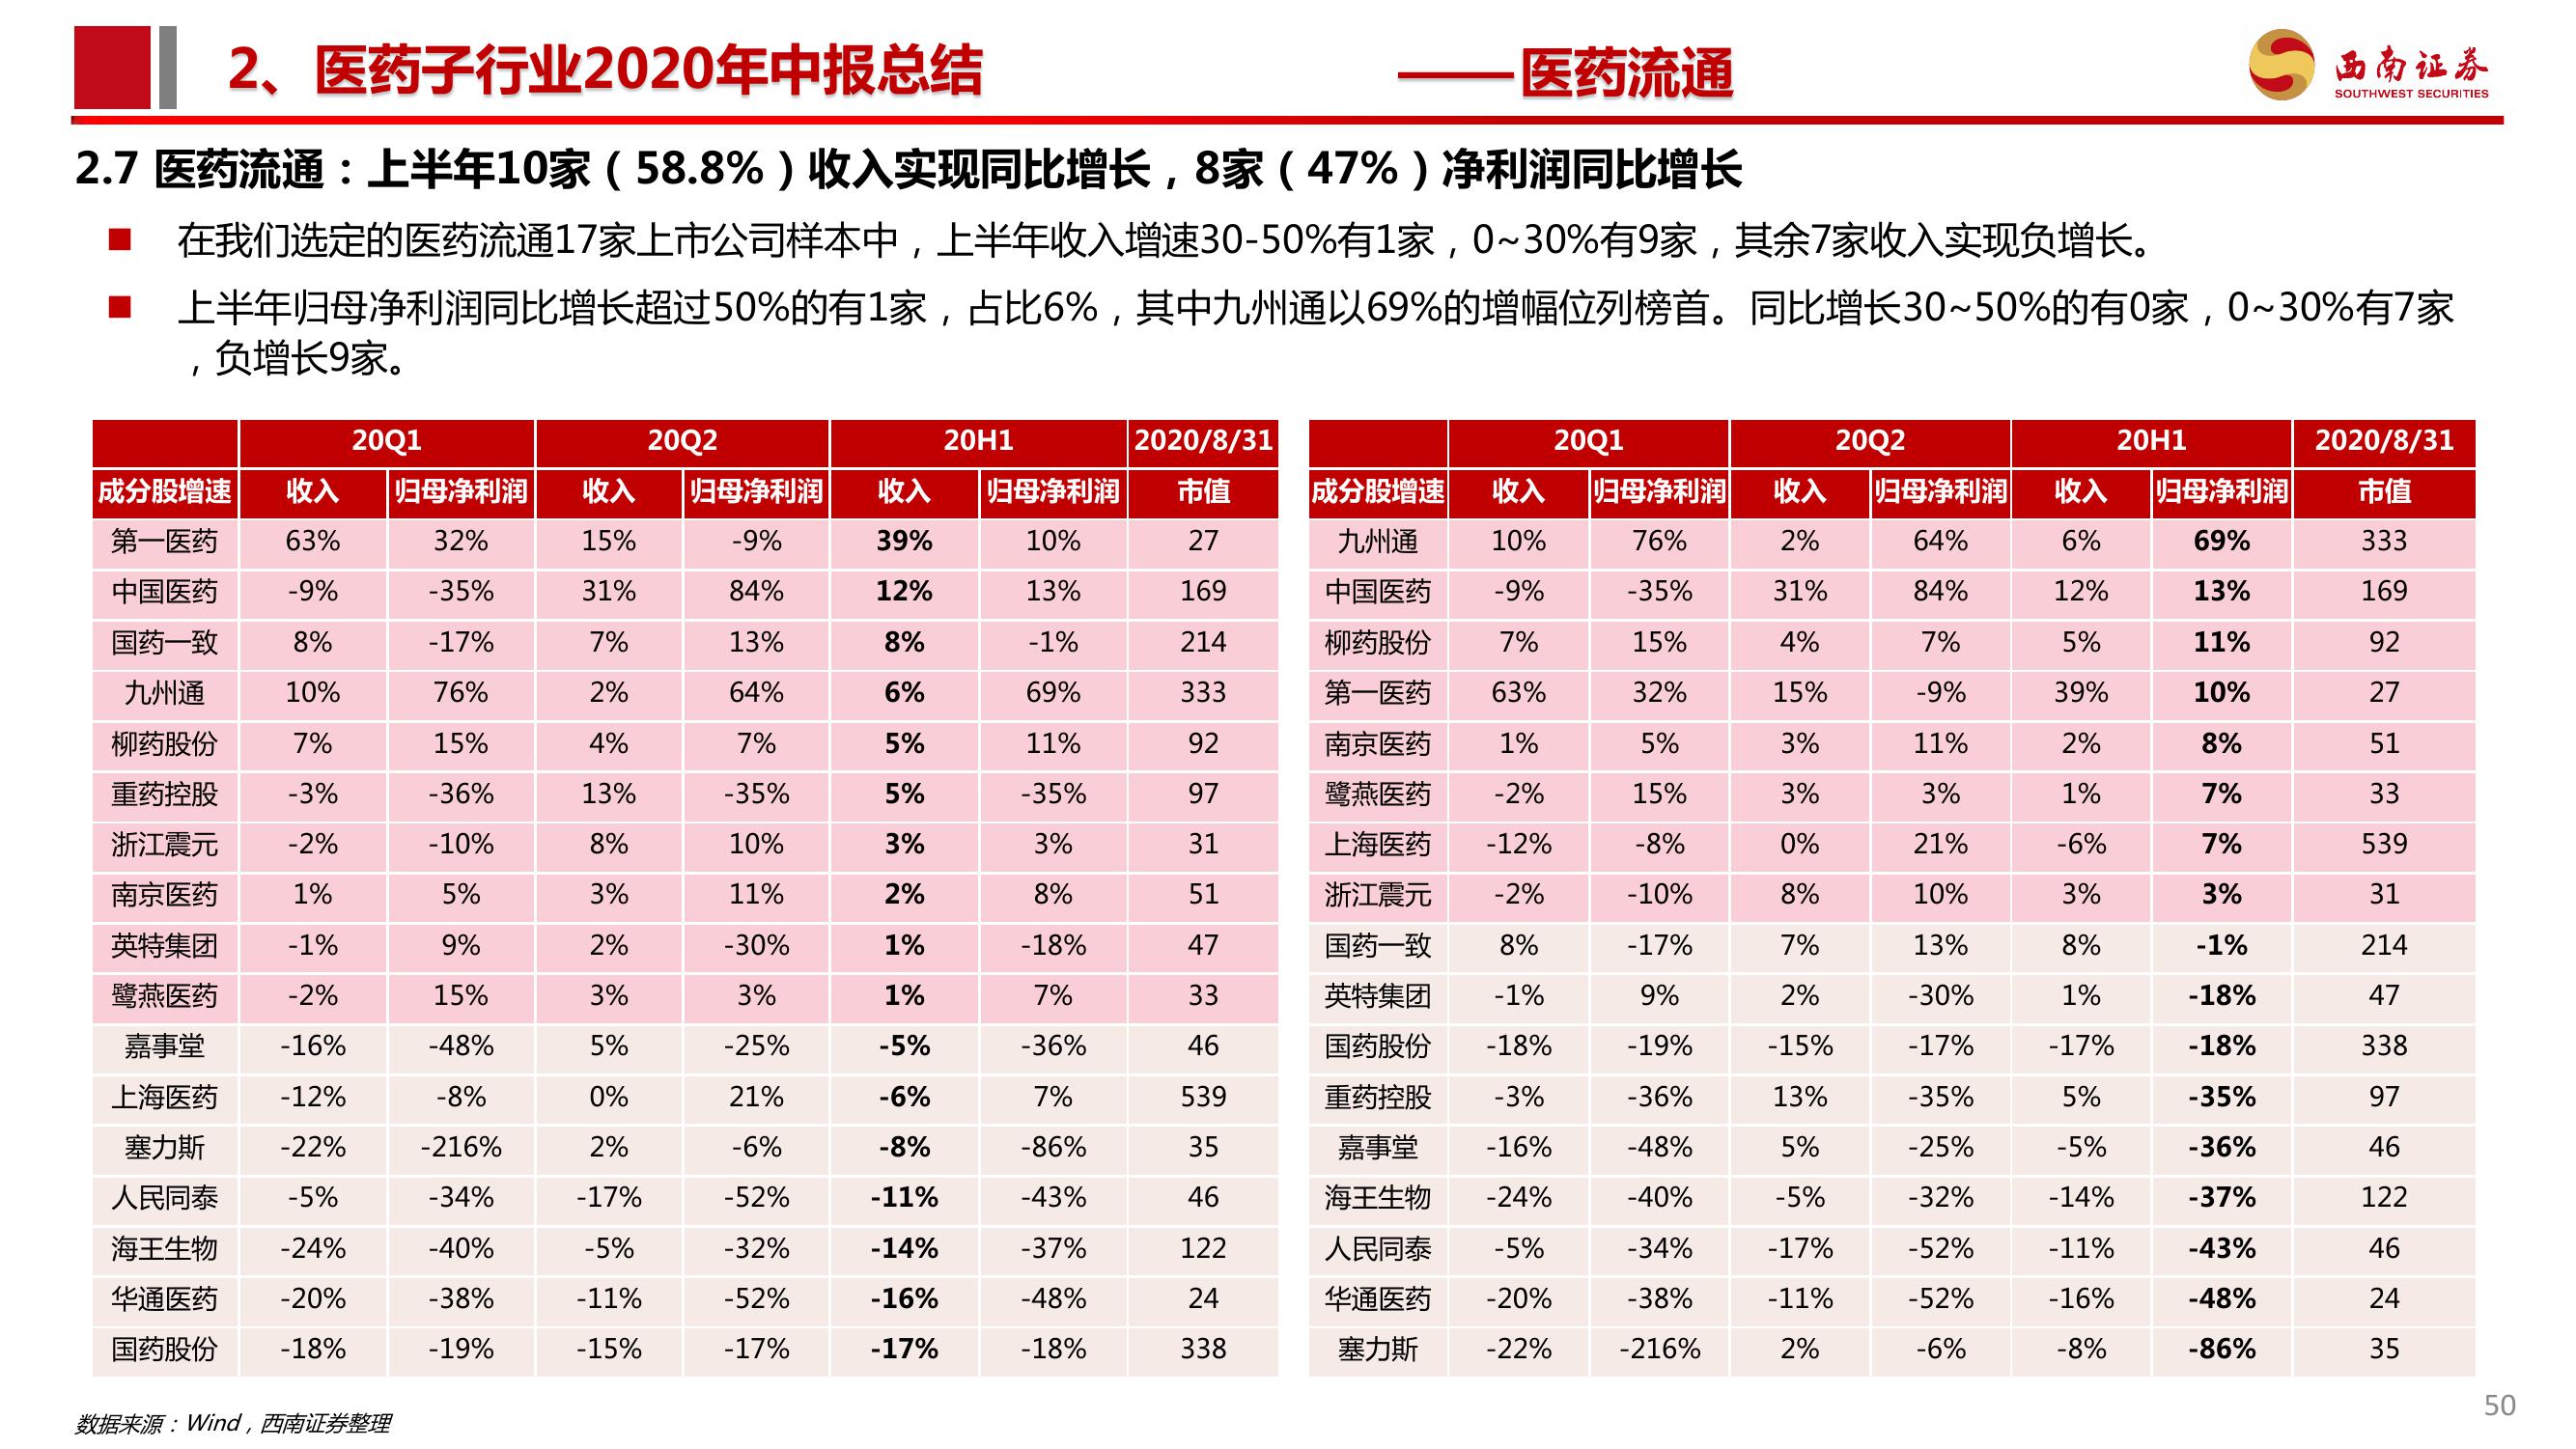 2、医药子行业2020年中报总结 ——医药流通
西南证券
SOUTHWEST SECURITIES
2.7 医药流通：上半年10家（58.8%）收入实现同比增长，8家（47%）净利润同比增长
■ 在我们选定的医药流通17家上市公司样本中，上半年收入增速30-50%有1家，0~30%有9家，其余7家收入实现负增长。
■ 上半年归母净利润同比增长超过50%的有1家，占比6%，其中九州通以69%的增幅位列榜首。同比增长30~50%的有0家，0~30%有7家
，负增长9家。
20Q1 20Q2 20H1 2020/8/31
成分股增速 收入 归母净利润 收入 归母净利润 收入 归母净利润 市值
第一医药 63% 32% 15% -9% 39% 10% 27
中国医药 -9% -35% 31% 84% 12% 13% 169
国药一致 8% -17% 7% 13% 8% -1% 214
九州通 10% 76% 2% 64% 6% 69% 333
柳药股份 7% 15% 4% 7% 5% 11% 92
重药控股 -3% -36% 13% -35% 5% -35% 97
浙江震元 -2% -10% 8% 10% 3% 3% 31
南京医药 1% 5% 3% 11% 2% 8% 51
英特集团 -1% 9% 2% -30% 1% -18% 47
鹭燕医药 -2% 15% 3% 3% 1% 7% 33
嘉事堂 -16% -48% 5% -25% -5% -36% 46
上海医药 -12% -8% 0% 21% -6% 7% 539
塞力斯 -22% -216% 2% -6% -8% -86% 35
人民同泰 -5% -34% -17% -52% -11% -43% 46
海王生物 -24% -40% -5% -32% -14% -37% 122
华通医药 -20% -38% -11% -52% -16% -48% 24
国药股份 -18% -19% -15% -17% -17% -18% 338
20Q1 20Q2 20H1 2020/8/31
成分股增速 收入 归母净利润 收入 归母净利润 收入 归母净利润 市值
九州通 10% 76% 2% 64% 6% 69% 333
中国医药 -9% -35% 31% 84% 12% 13% 169
柳药股份 7% 15% 4% 7% 5% 11% 92
第一医药 63% 32% 15% -9% 39% 10% 27
南京医药 1% 5% 3% 11% 2% 8% 51
鹭燕医药 -2% 15% 3% 3% 1% 7% 33
上海医药 -12% -8% 0% 21% -6% 7% 539
浙江震元 -2% -10% 8% 10% 3% 3% 31
国药一致 8% -17% 7% 13% 8% -1% 214
英特集团 -1% 9% 2% -30% 1% -18% 47
国药股份 -18% -19% -15% -17% -17% -18% 338
重药控股 -3% -36% 13% -35% 5% -35% 97
嘉事堂 -16% -48% 5% -25% -5% -36% 46
海王生物 -24% -40% -5% -32% -14% -37% 122
人民同泰 -5% -34% -17% -52% -11% -43% 46
华通医药 -20% -38% -11% -52% -16% -48% 24
塞力斯 -22% -216% 2% -6% -8% -86% 35
数据来源：Wind，西南证券整理
50